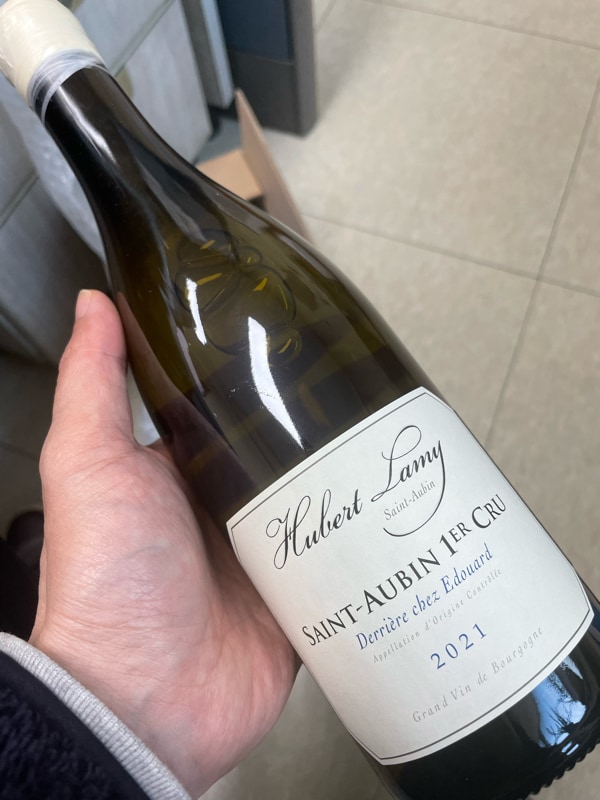 Hubert Lamy
Saint-Aubin
SAINT-AUBIN 1ER CRU
Derrière chez Edouard
Appellation d'Origine Contrôlée
2021
Grand Vin de Bourgogne